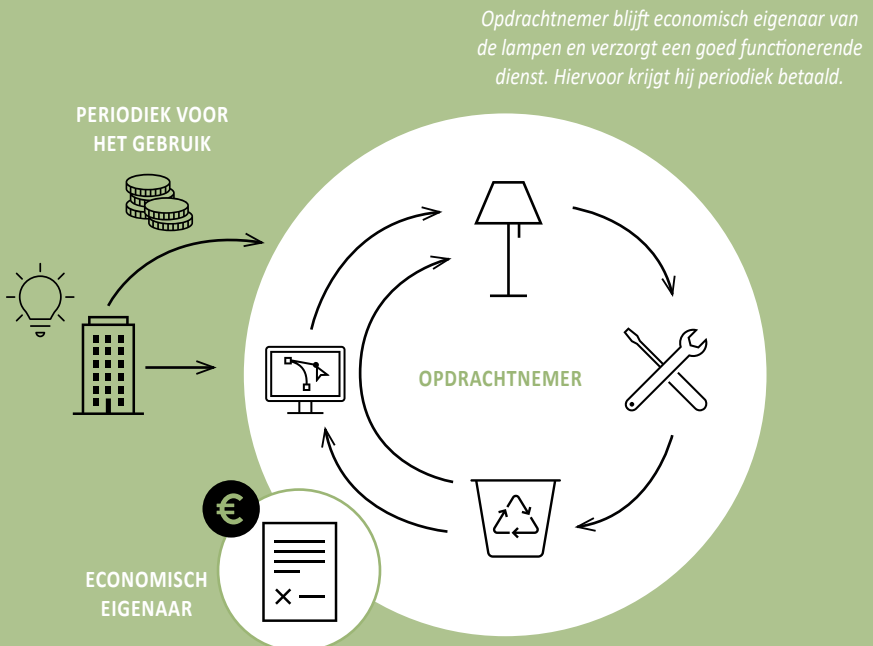 Opdrachtnemer blijft economisch eigenaar van
de lampen en verzorgt een goed functionerende
dienst. Hiervoor krijgt hij periodiek betaald.
PERIODIEK VOOR
HET GEBRUIK
OPDRACHTNEMER
€
ECONOMISCH
EIGENAAR